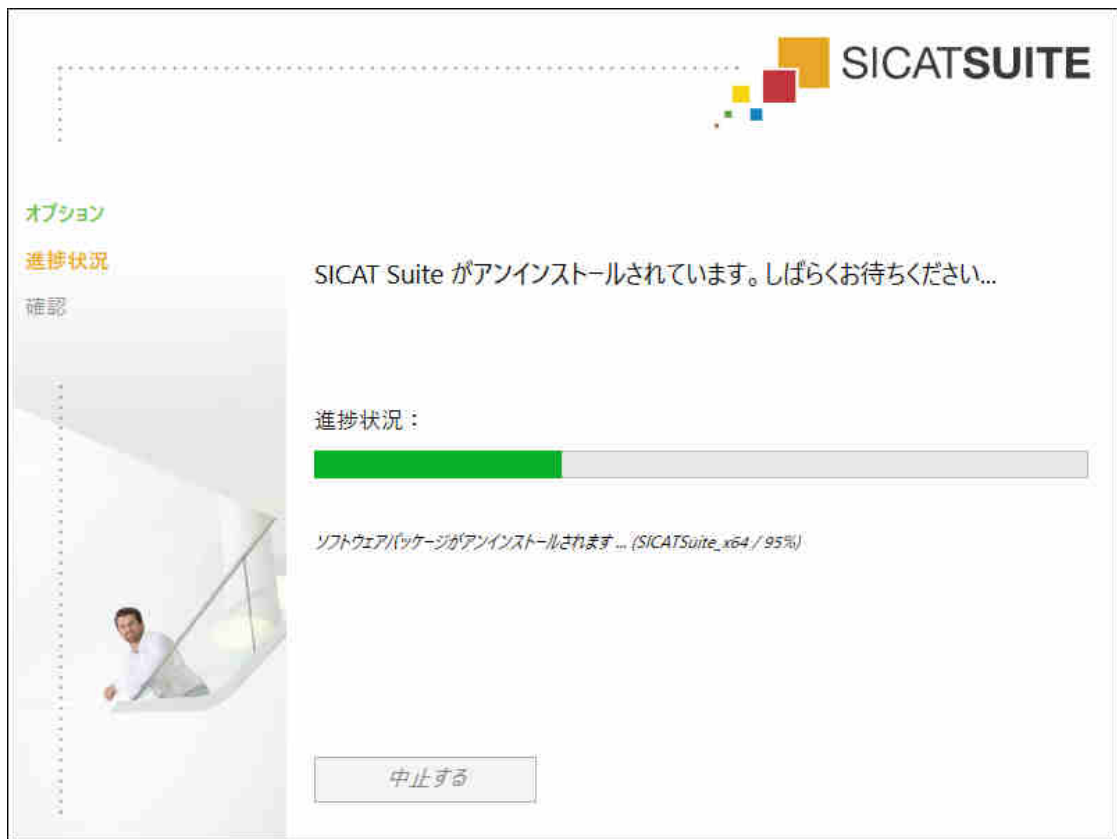 SICATSUITE
オプション
進捗状況
確認
SICAT Suite がアンインストールされています。しばらくお待ちください...
進捗状況：
ソフトウェアパッケージがアンインストールされます ... (SICATSuite_x64 / 95%)
中止する